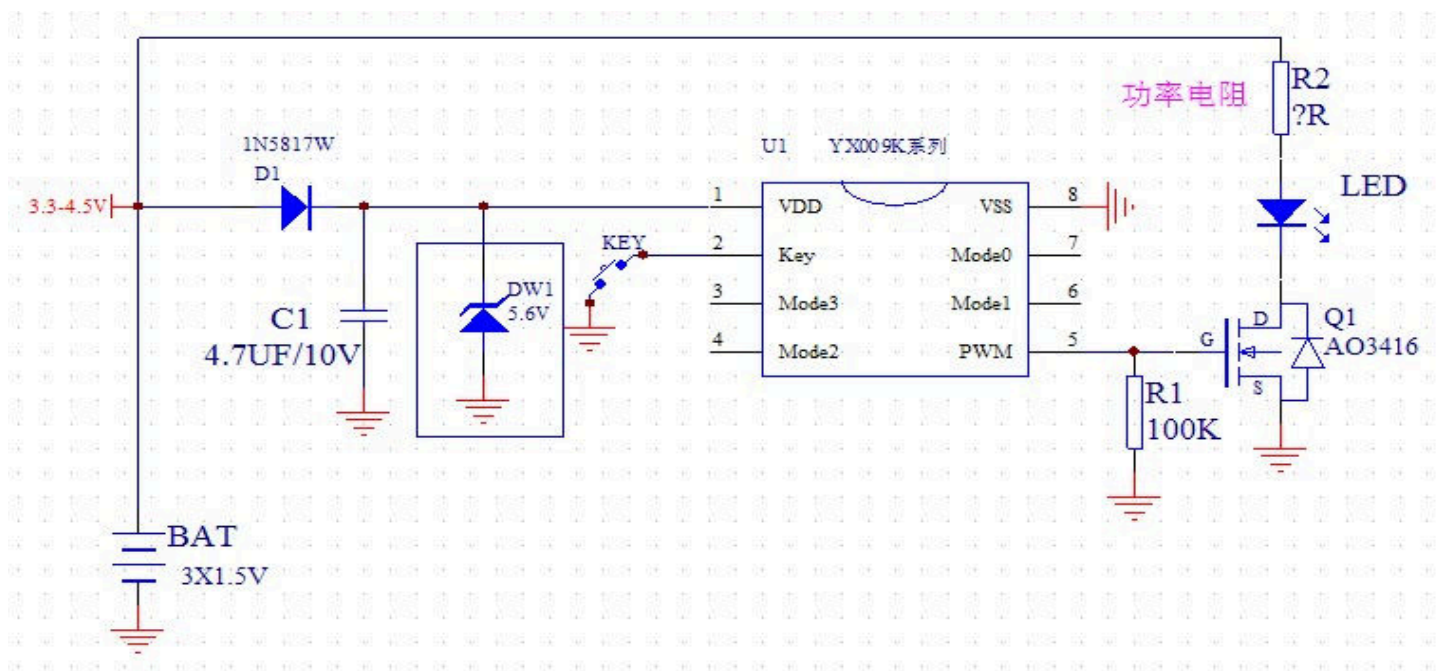 功率电阻
R2
?R
1N5817W
D1
U1
YX009K系列
LED
3.3-4.5V
1
VDD
VSS
8
KEY
2
Key
Mode0
7
DW1
5.6V
3
Mode3
Mode1
6
C1
4.7UF/10V
4
Mode2
PWM
5
G
D
S
Q1
AO3416
R1
100K
BAT
3X1.5V